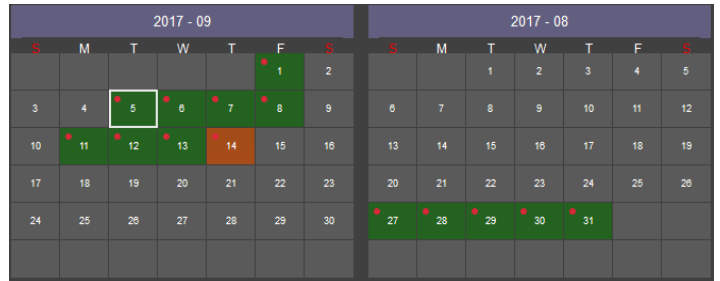 2017 - 09
S M T W T F S
1 2
3 4 5 6 7 8 9
10 11 12 13 14 15 16
17 18 19 20 21 22 23
24 25 26 27 28 29 30
2017 - 08
S M T W T F S
1 2 3 4 5
6 7 8 9 10 11 12
13 14 15 16 17 18 19
20 21 22 23 24 25 26
27 28 29 30 31